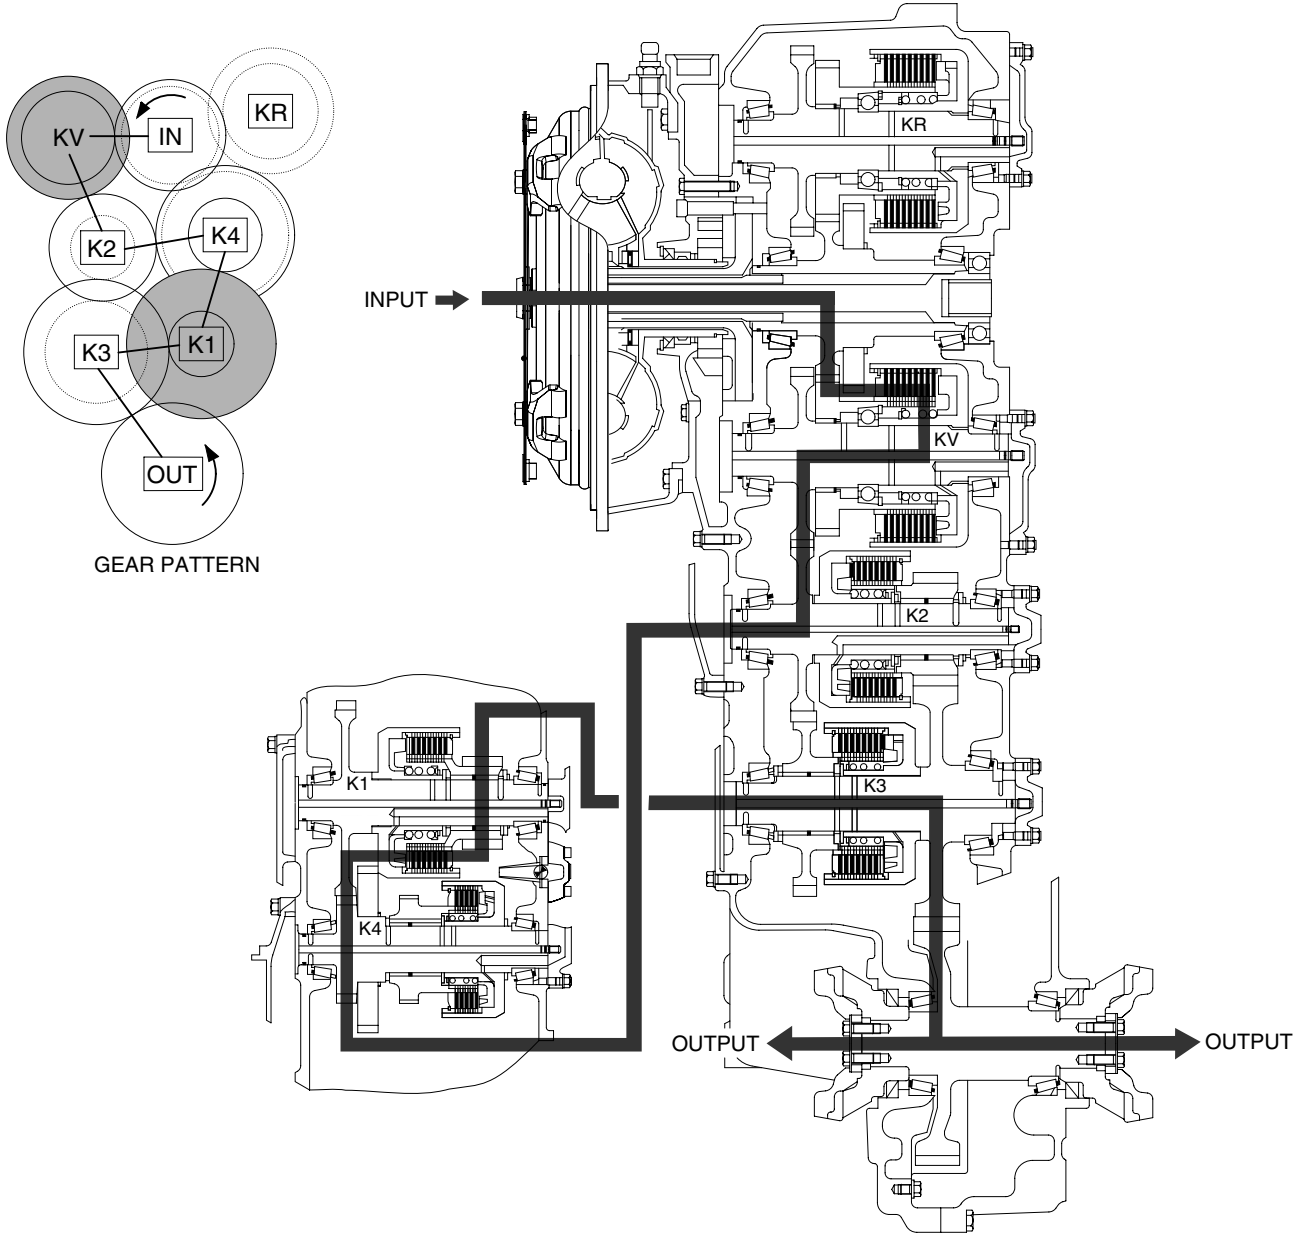 KV
IN
KR
K2
K4
K3
K1
OUT
GEAR PATTERN
INPUT
KR
KV
K2
K1
K3
K4
OUTPUT
OUTPUT